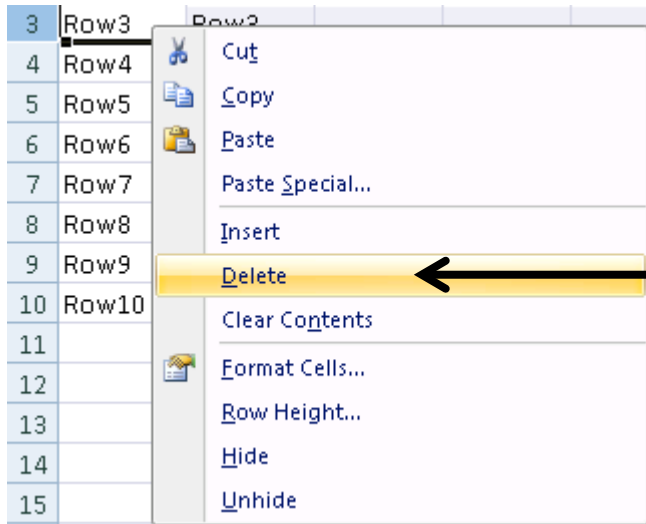 3 Row3 Row3
4 Row4
5 Row5
6 Row6
7 Row7
8 Row8
9 Row9
10 Row10
11
12
13
14
15
Cut
Copy
Paste
Paste Special...
Insert
Delete
Clear Contents
Format Cells...
Row Height...
Hide
Unhide